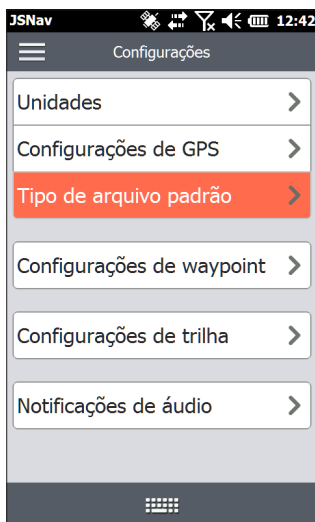 JSNav 12:42
Configurações
Unidades
Configurações de GPS
Tipo de arquivo padrão
Configurações de waypoint
Configurações de trilha
Notificações de áudio